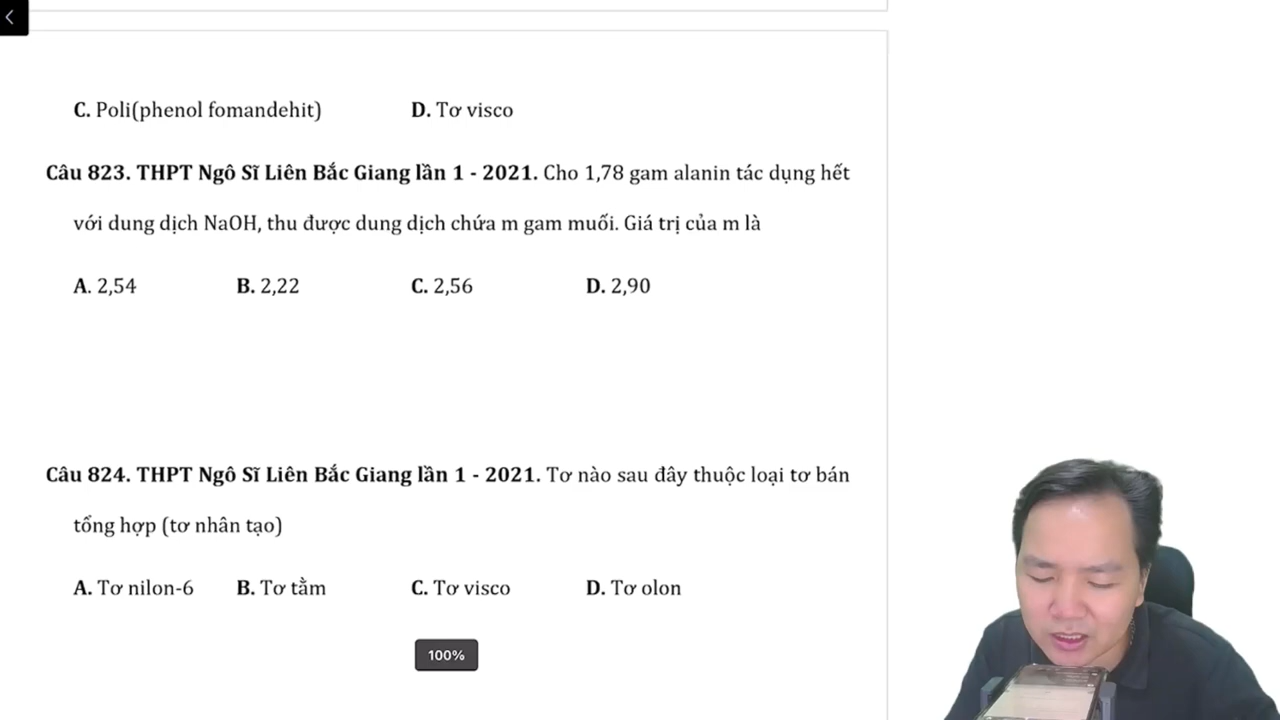 C. Poli(phenol fomandehit) D. Tơ visco
Câu 823. THPT Ngô Sĩ Liên Bắc Giang lần 1 - 2021. Cho 1,78 gam alanin tác dụng hết
với dung dịch NaOH, thu được dung dịch chứa m gam muối. Giá trị của m là
A. 2,54 B. 2,22 C. 2,56 D. 2,90
Câu 824. THPT Ngô Sĩ Liên Bắc Giang lần 1 - 2021. Tơ nào sau đây thuộc loại tơ bán
tổng hợp (tơ nhân tạo)
A. Tơ nilon-6 B. Tơ tằm C. Tơ visco D. Tơ olon
100%